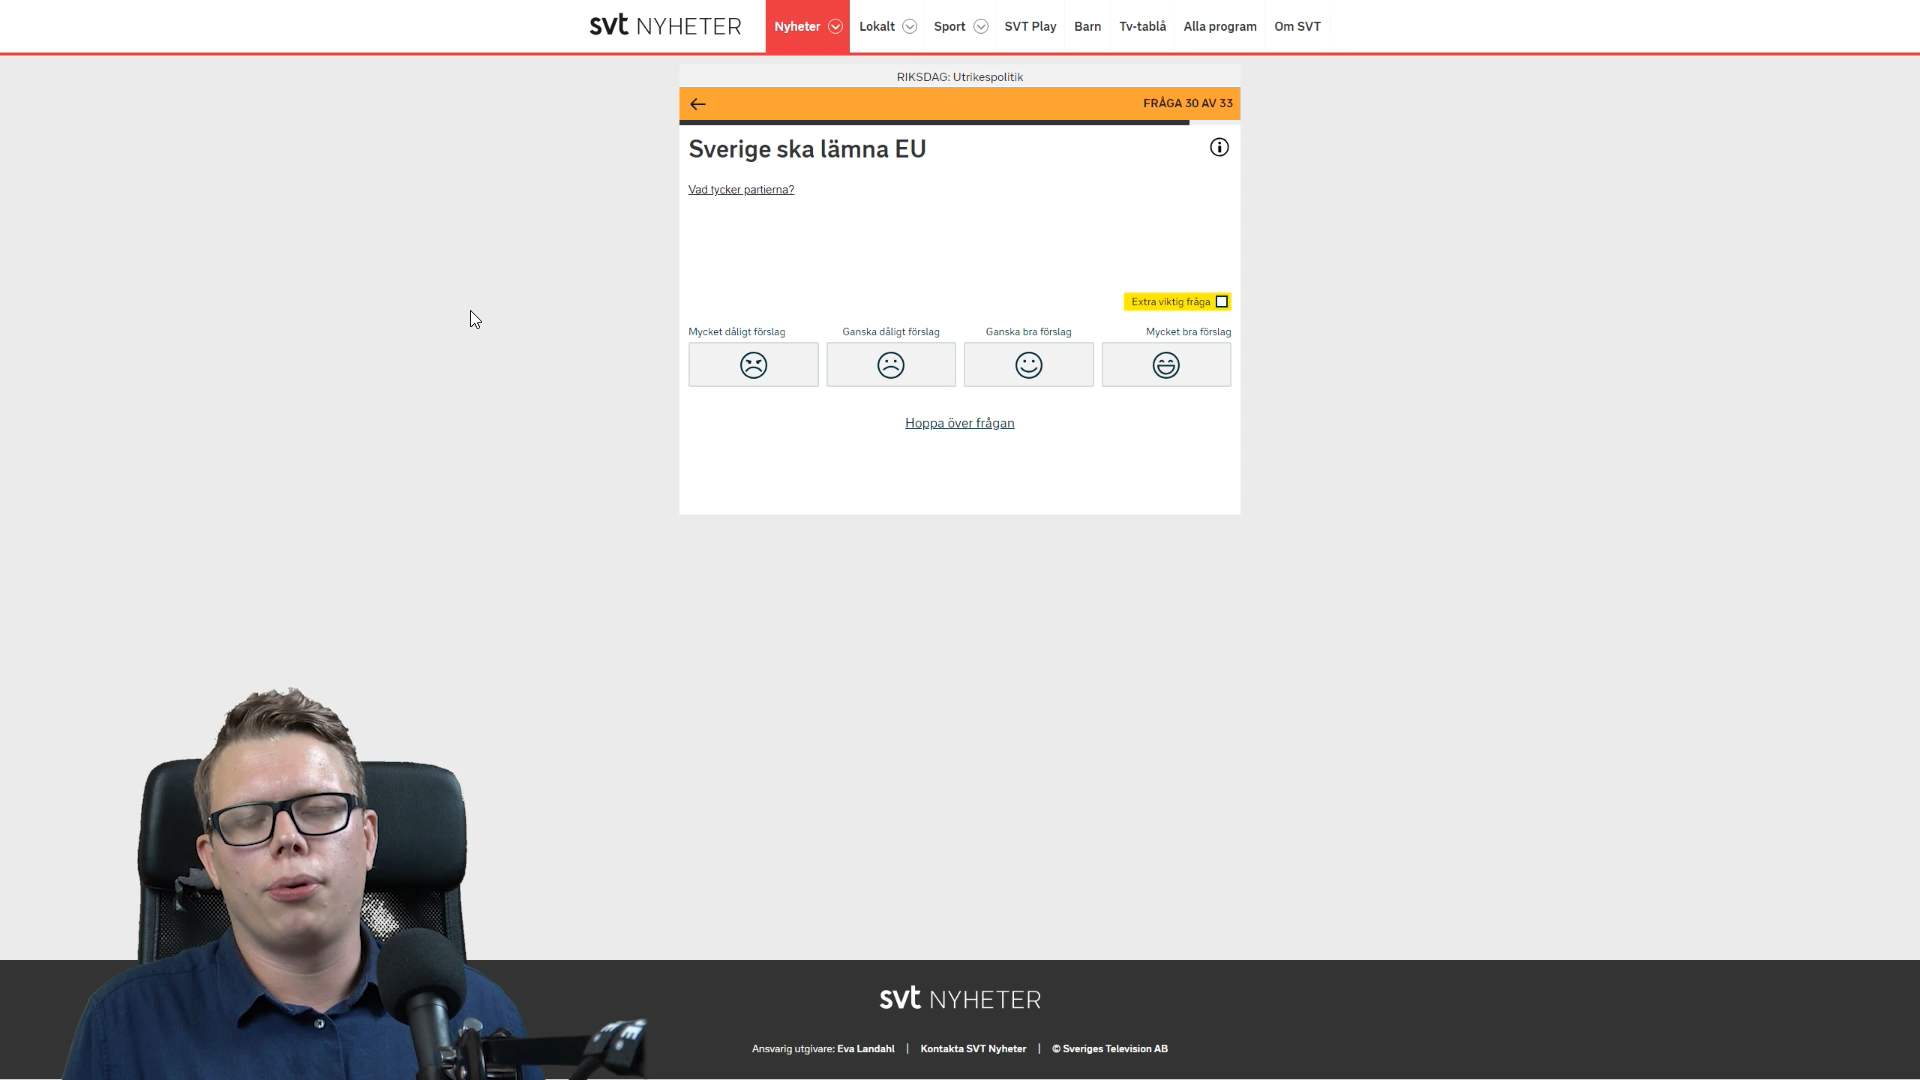 svt NYHETER
Nyheter
Lokalt
Sport
SVT Play
Barn
Tv-tablå
Alla program
Om SVT
RIKSDAG: Utrikespolitik
FRÅGA 30 AV 33
Sverige ska lämna EU
Vad tycker partierna?
Extra viktig fråga
Mycket dåligt förslag
Ganska dåligt förslag
Ganska bra förslag
Mycket bra förslag
Hoppa över frågan
svt NYHETER
Ansvarig utgivare: Eva Landahl | Kontakta SVT Nyheter | © Sveriges Television AB